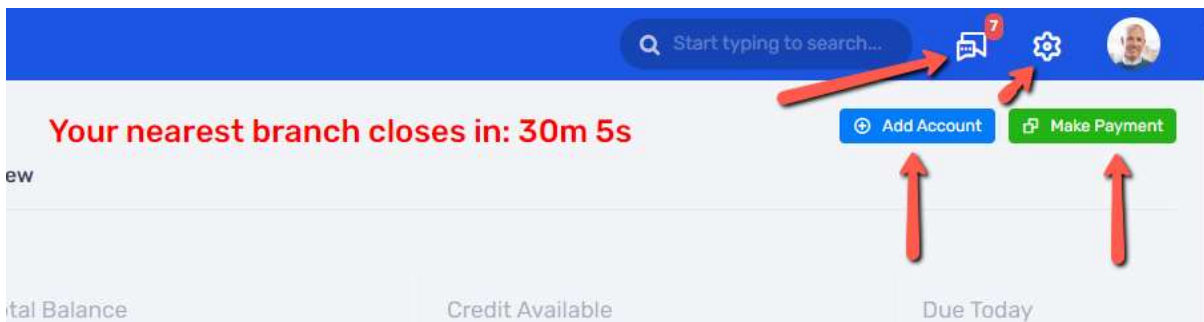 Start typing to search...
7
Your nearest branch closes in: 30m 5s
Add Account
Make Payment
ew
tal Balance
Credit Available
Due Today